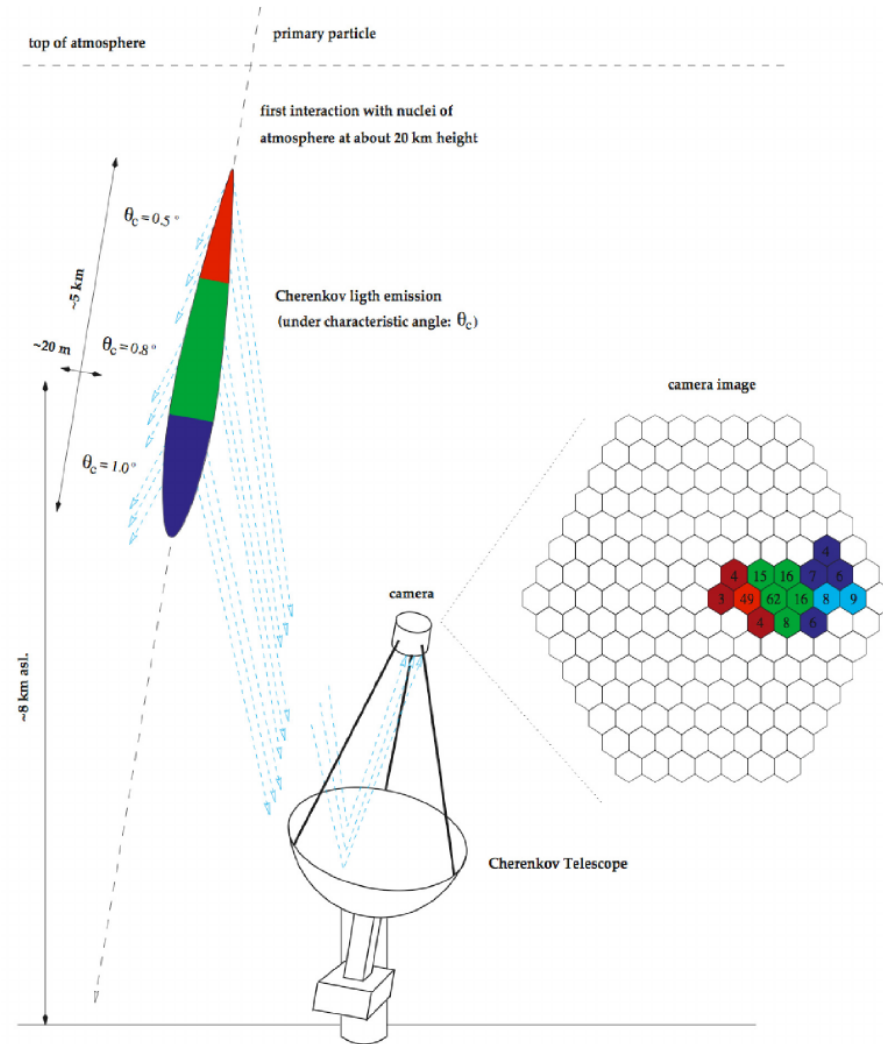 primary particle
top of atmosphere
first interaction with nuclei of
atmosphere at about 20 km height
θc = 0.5 °
~5 km
Cherenkov ligth emission
(under characteristic angle: θc)
~20 m
θc = 0.8 °
camera image
θc = 1.0 °
4
4 15 16 7 6
camera
3 49 62 16 8 9
4 8 6
~8 km asl.
Cherenkov Telescope